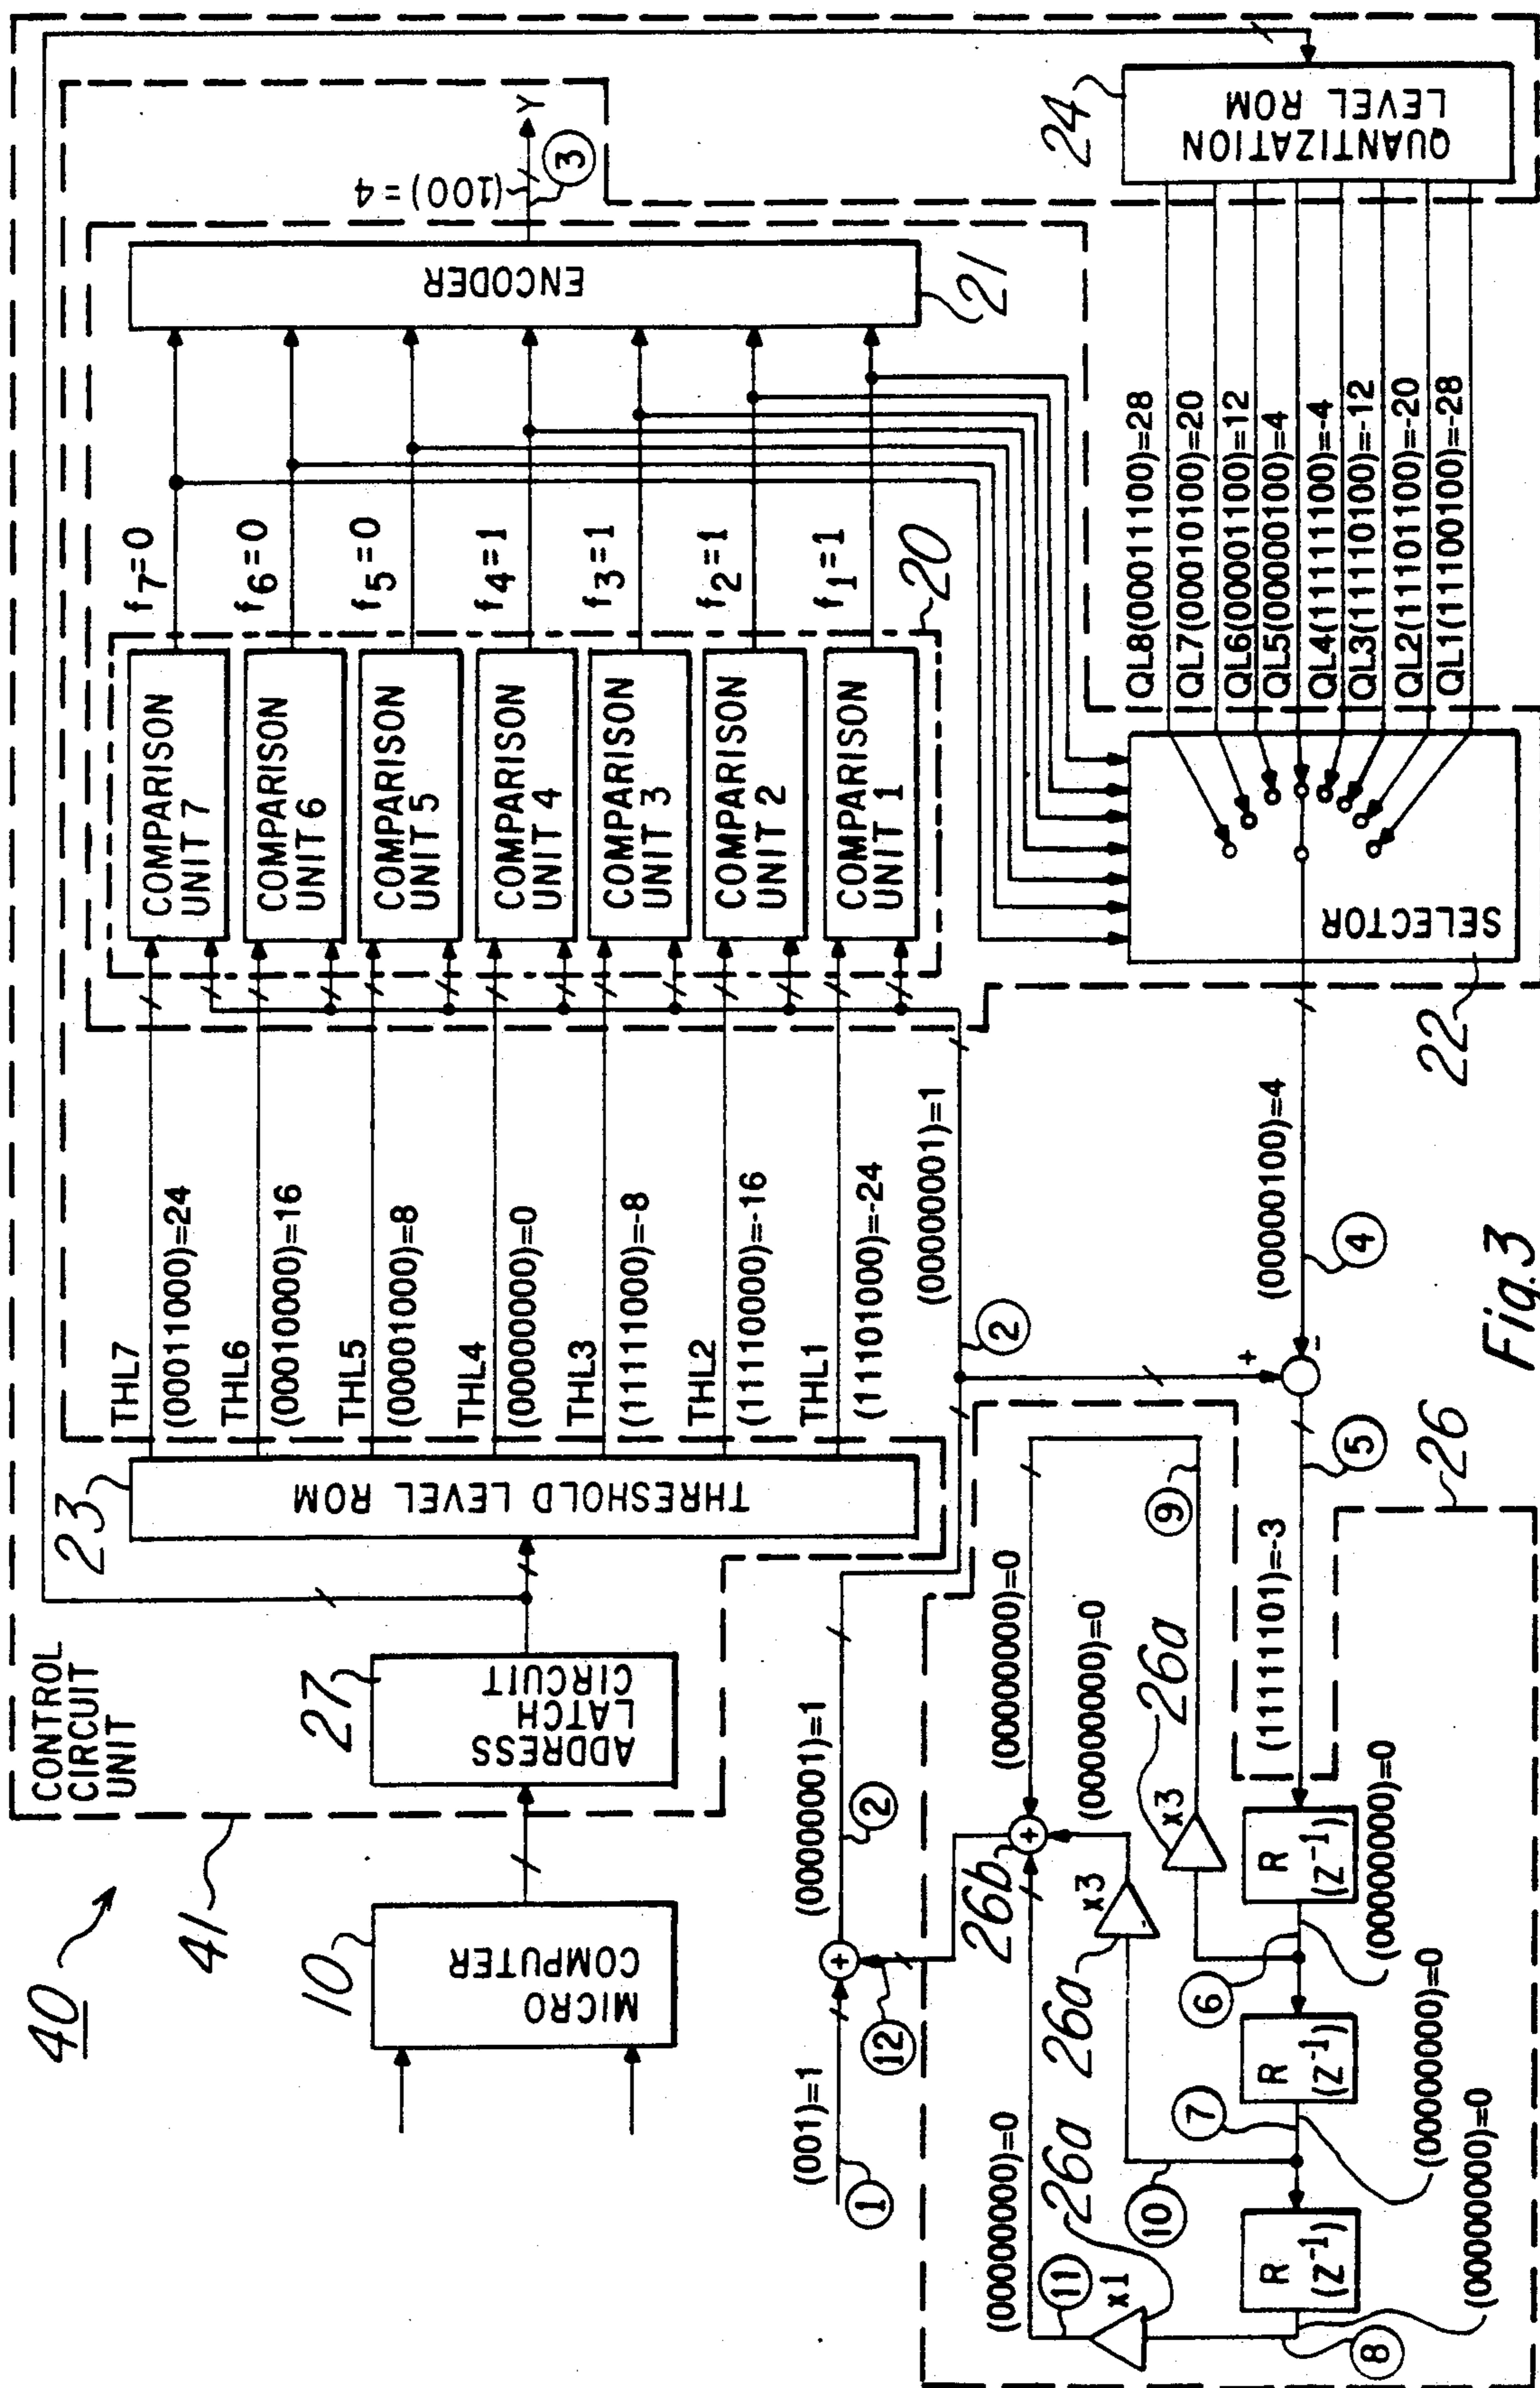 40
CONTROL
CIRCUIT
UNIT
41
10
MICRO
COMPUTER
27
ADDRESS
LATCH
CIRCUIT
23
THRESHOLD LEVEL ROM
THL7
(00011000)=24
THL6
(00010000)=16
THL5
(00001000)=8
THL4
(00000000)=0
THL3
(11111000)=-8
THL2
(11110000)=-16
THL1
(11101000)=-24
COMPARISON
UNIT 7
COMPARISON
UNIT 6
COMPARISON
UNIT 5
COMPARISON
UNIT 4
COMPARISON
UNIT 3
COMPARISON
UNIT 2
COMPARISON
UNIT 1
20
f7=0
f6=0
f5=0
f4=1
f3=1
f2=1
f1=1
ENCODER
21
(100)=4
3
Y
(001)=1
1
+
12
(00000001)=1
2
(00000001)=1
2
24
QUANTIZATION
LEVEL ROM
QL8(00011100)=28
QL7(00010100)=20
QL6(00001100)=12
QL5(00000100)=4
QL4(11111100)=-4
QL3(11110100)=-12
QL2(11101100)=-20
QL1(11100100)=-28
SELECTOR
22
(00000100)=4
4
+
-
5
(11111101)=-3
26
(00000000)=0
9
(00000000)=0
26a
x3
+
26b
x3
26a
(00000000)=0
11
26a
x1
10
R
(Z-1)
(00000000)=0
6
R
(Z-1)
7
(00000000)=0
R
(Z-1)
8
(00000000)=0
Fig.3